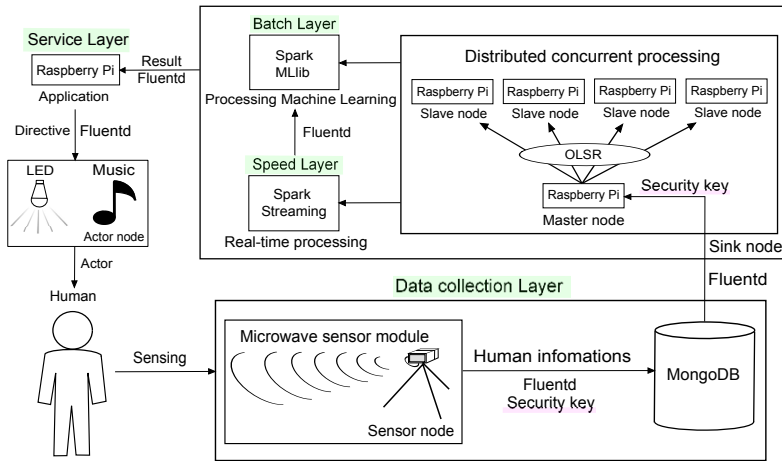 Service Layer
Raspberry Pi
Application
Result
Fluentd
Directive
Fluentd
LED
Music
Actor node
Actor
Human
Sensing
Batch Layer
Spark
MLlib
Processing Machine Learning
Fluentd
Speed Layer
Spark
Streaming
Real-time processing
Distributed concurrent processing
Raspberry Pi
Slave node
Raspberry Pi
Slave node
Raspberry Pi
Slave node
Raspberry Pi
Slave node
OLSR
Raspberry Pi
Master node
Security key
Sink node
Fluentd
Data collection Layer
Microwave sensor module
Sensor node
Human infomations
Fluentd
Security key
MongoDB